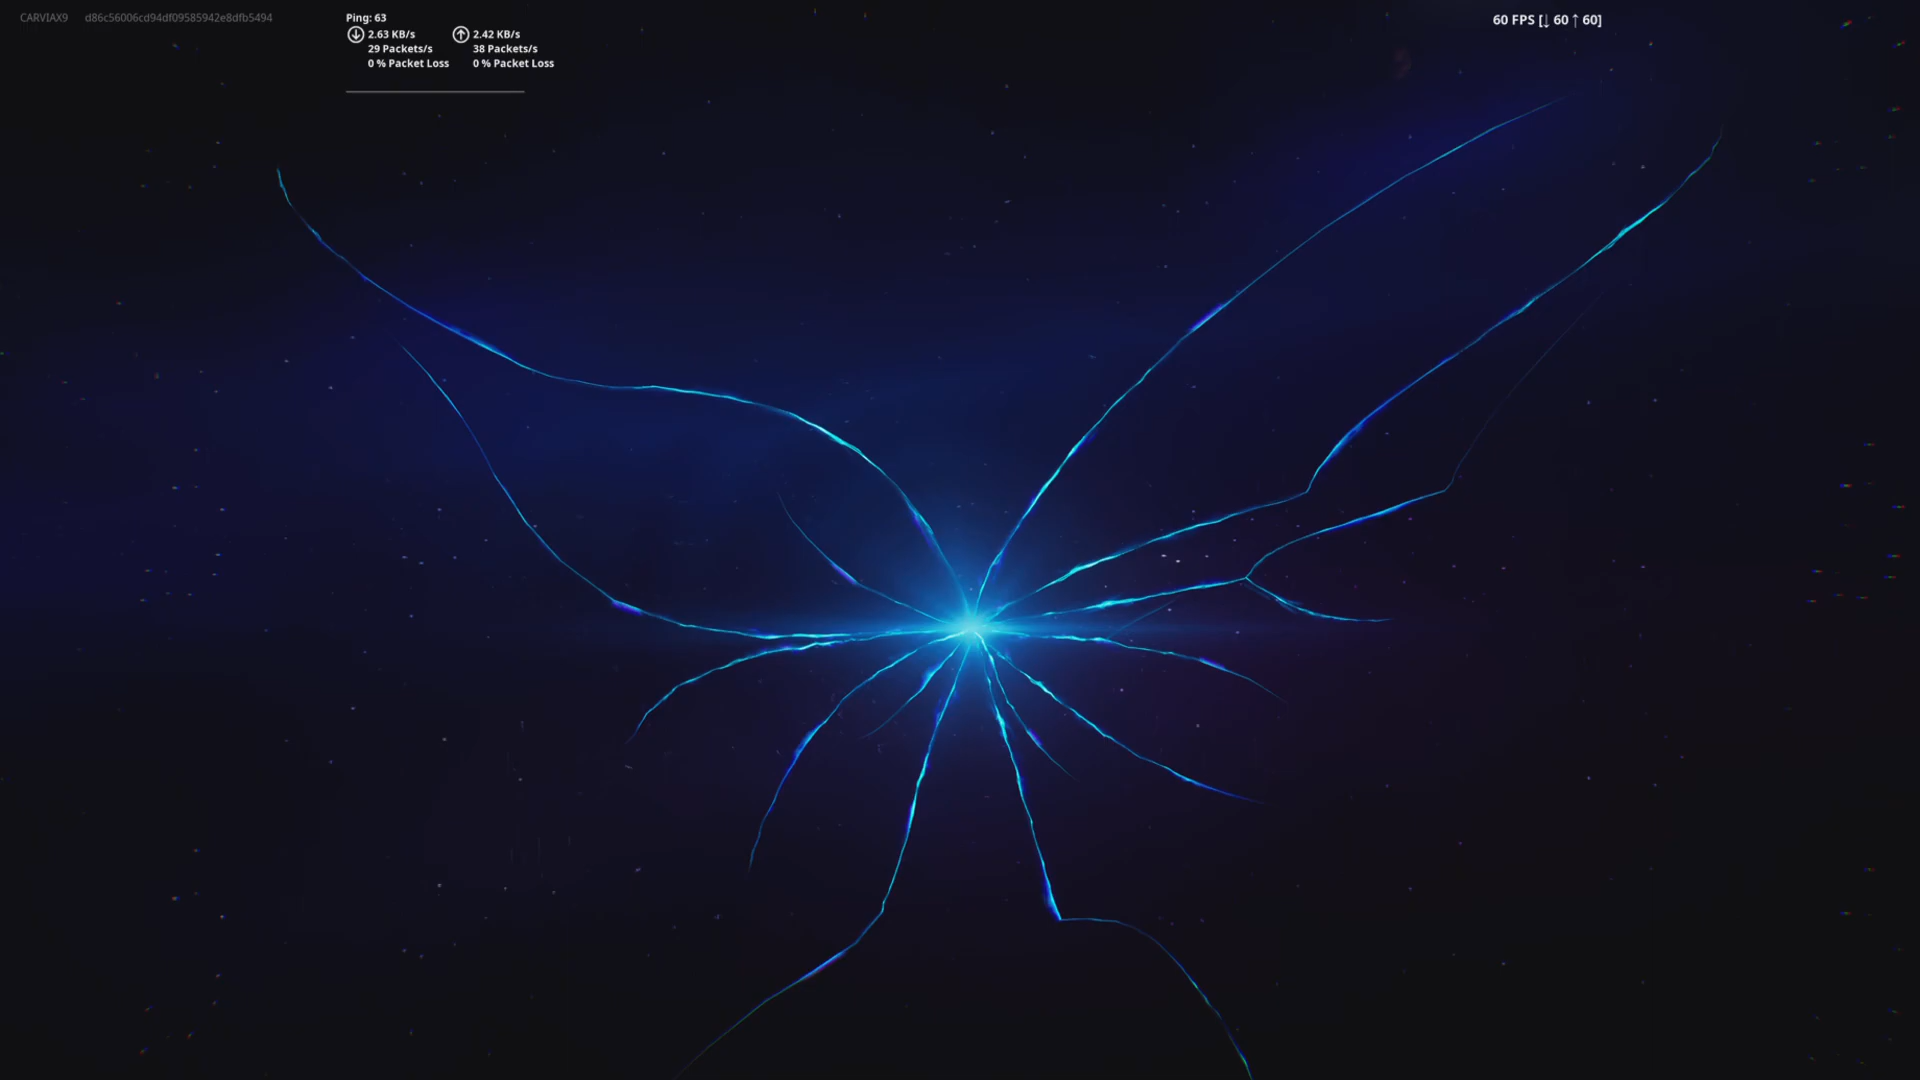 CARVIAX9 d86c56006cd94df09585942e8dfb5494
Ping: 63
2.63 KB/s 2.42 KB/s
29 Packets/s 38 Packets/s
0 % Packet Loss 0 % Packet Loss
60 FPS [↓ 60 ↑ 60]